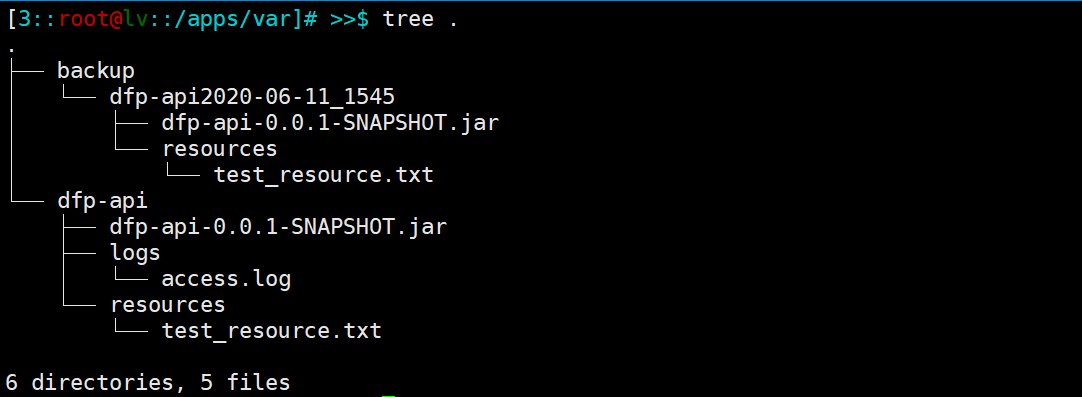 [3::root@lv::/apps/var]# >>$ tree .
.
├── backup
│   └── dfp-api2020-06-11_1545
│       ├── dfp-api-0.0.1-SNAPSHOT.jar
│       └── resources
│           └── test_resource.txt
└── dfp-api
    ├── dfp-api-0.0.1-SNAPSHOT.jar
    ├── logs
    │   └── access.log
    └── resources
        └── test_resource.txt

6 directories, 5 files